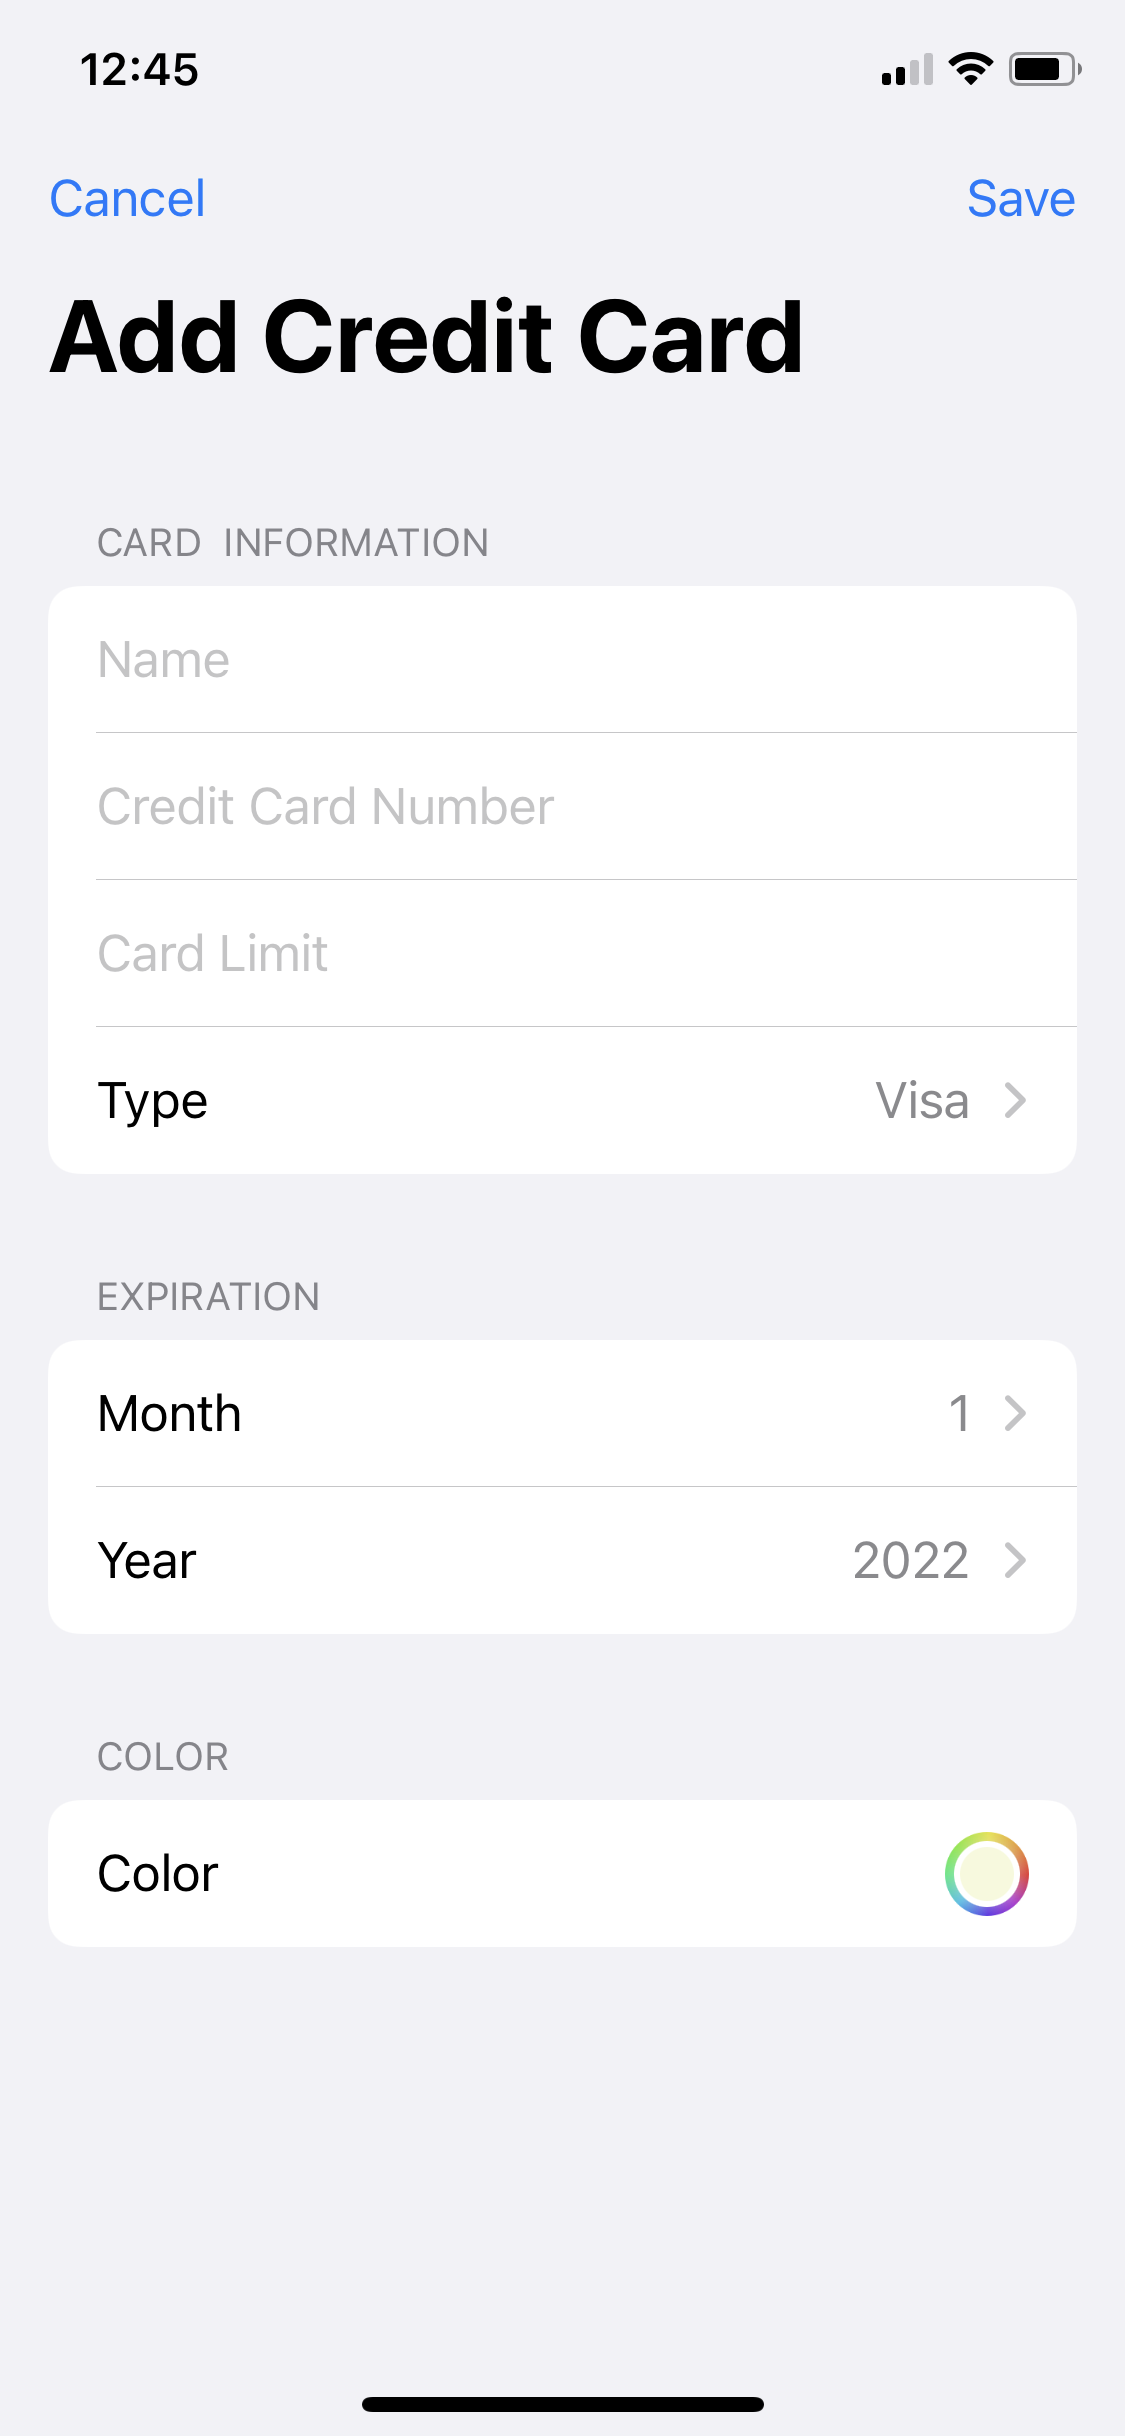 12:45
Cancel Save
Add Credit Card
CARD INFORMATION
Name
Credit Card Number
Card Limit
Type Visa
EXPIRATION
Month 1
Year 2022
COLOR
Color